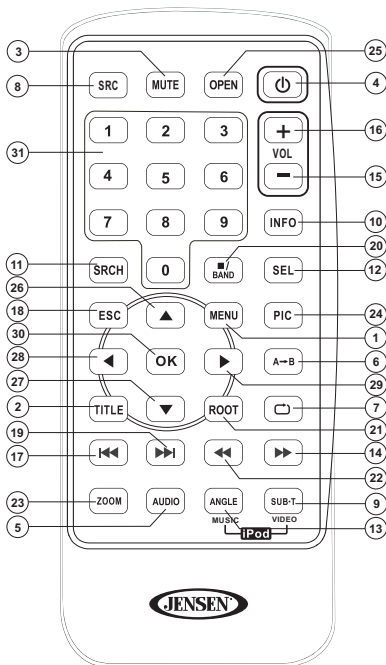 3 25
8 SRC MUTE OPEN 4
1 2 3 + 16
31 VOL
4 5 6 − 15
7 8 9 INFO 10
20
11 SRCH 0 ■ BAND SEL 12
26
18 ESC ▲ MENU PIC 24
1
30
28 ◀ OK ▶ A→B 6
27 29
2 TITLE ▼ ROOT 7
19 21
17 14
22
23 ZOOM AUDIO ANGLE SUB-T 9
5 MUSIC iPod VIDEO 13
JENSEN